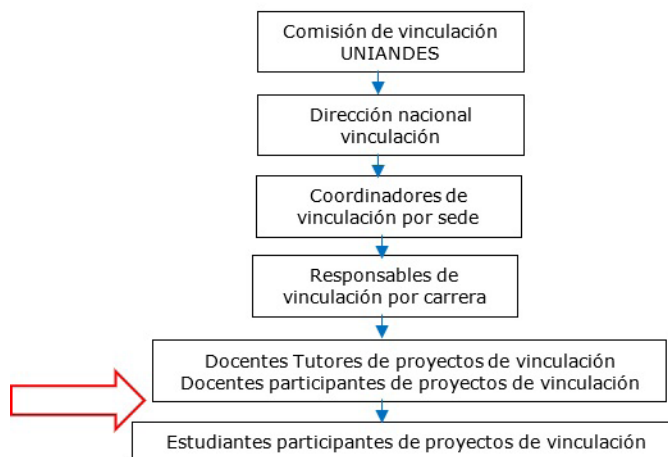 Comisión de vinculación
UNIANDES
Dirección nacional
vinculación
Coordinadores de
vinculación por sede
Responsables de
vinculación por carrera
Docentes Tutores de proyectos de vinculación
Docentes participantes de proyectos de vinculación
Estudiantes participantes de proyectos de vinculación